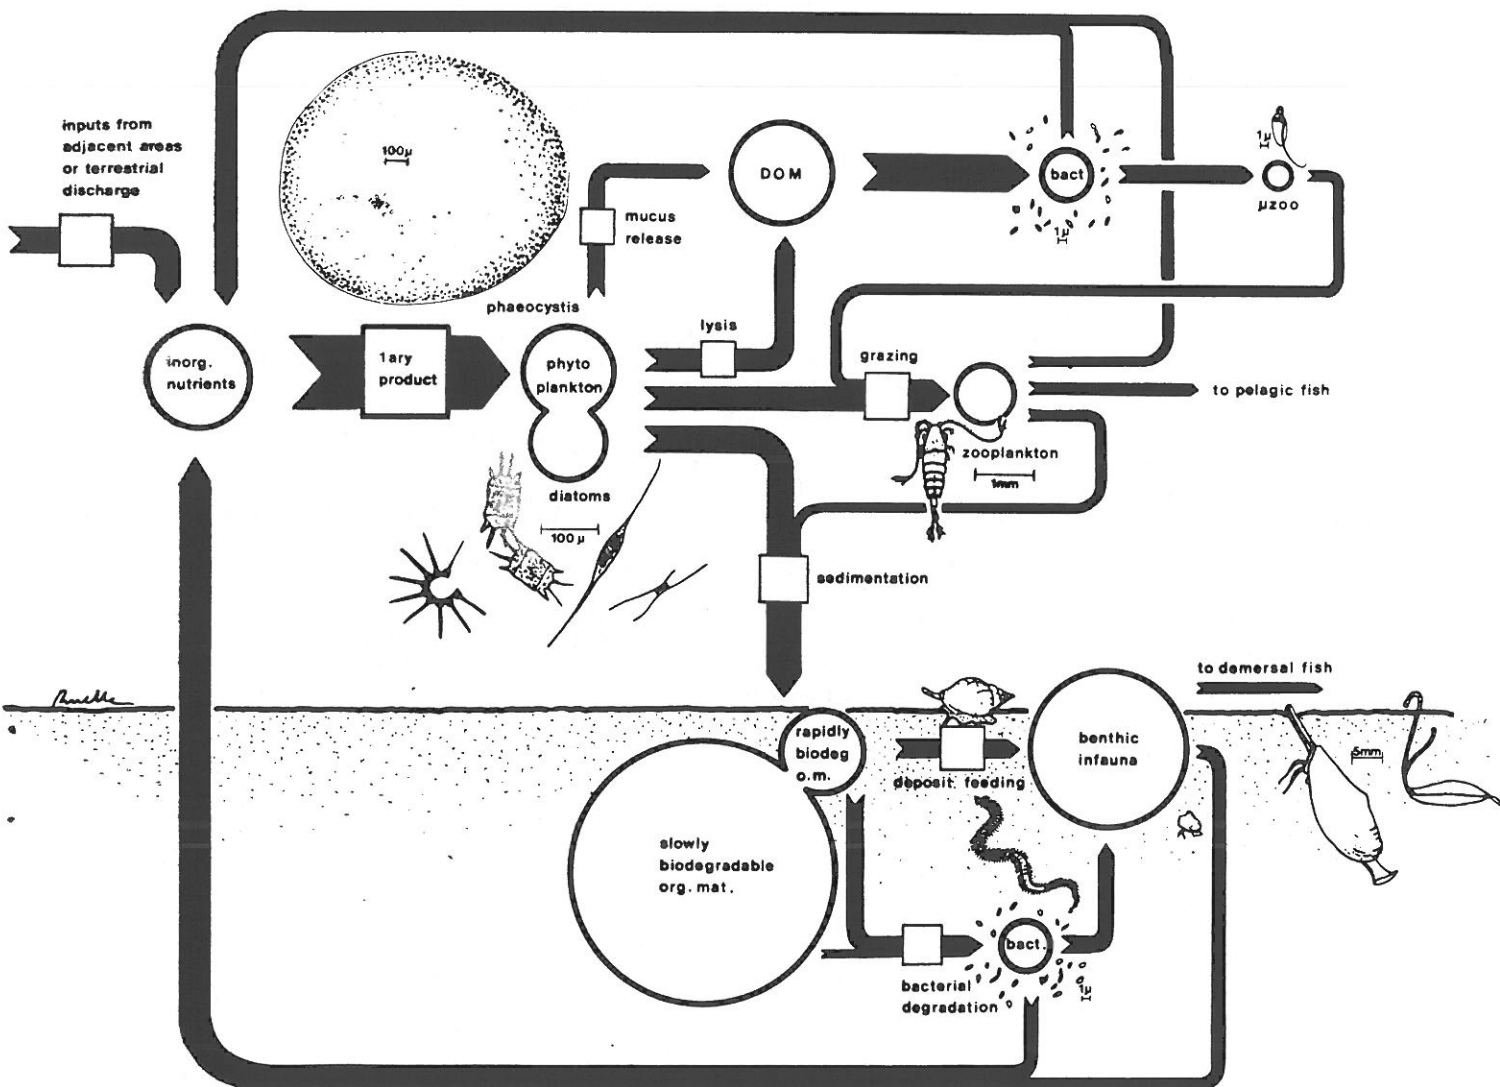 inputs from
adjacent areas
or terrestrial
discharge
100µ
mucus
release
DOM
bact
1µ
1µ
µzoo
phaeocystis
inorg.
nutrients
1ary
product
phyto
plankton
lysis
grazing
to pelagic fish
zooplankton
1mm
diatoms
100 µ
sedimentation
to demersal fish
rapidly
biodeg
o.m.
deposit feeding
benthic
infauna
5mm
slowly
biodegradable
org. mat.
bact.
1µ
bacterial
degradation